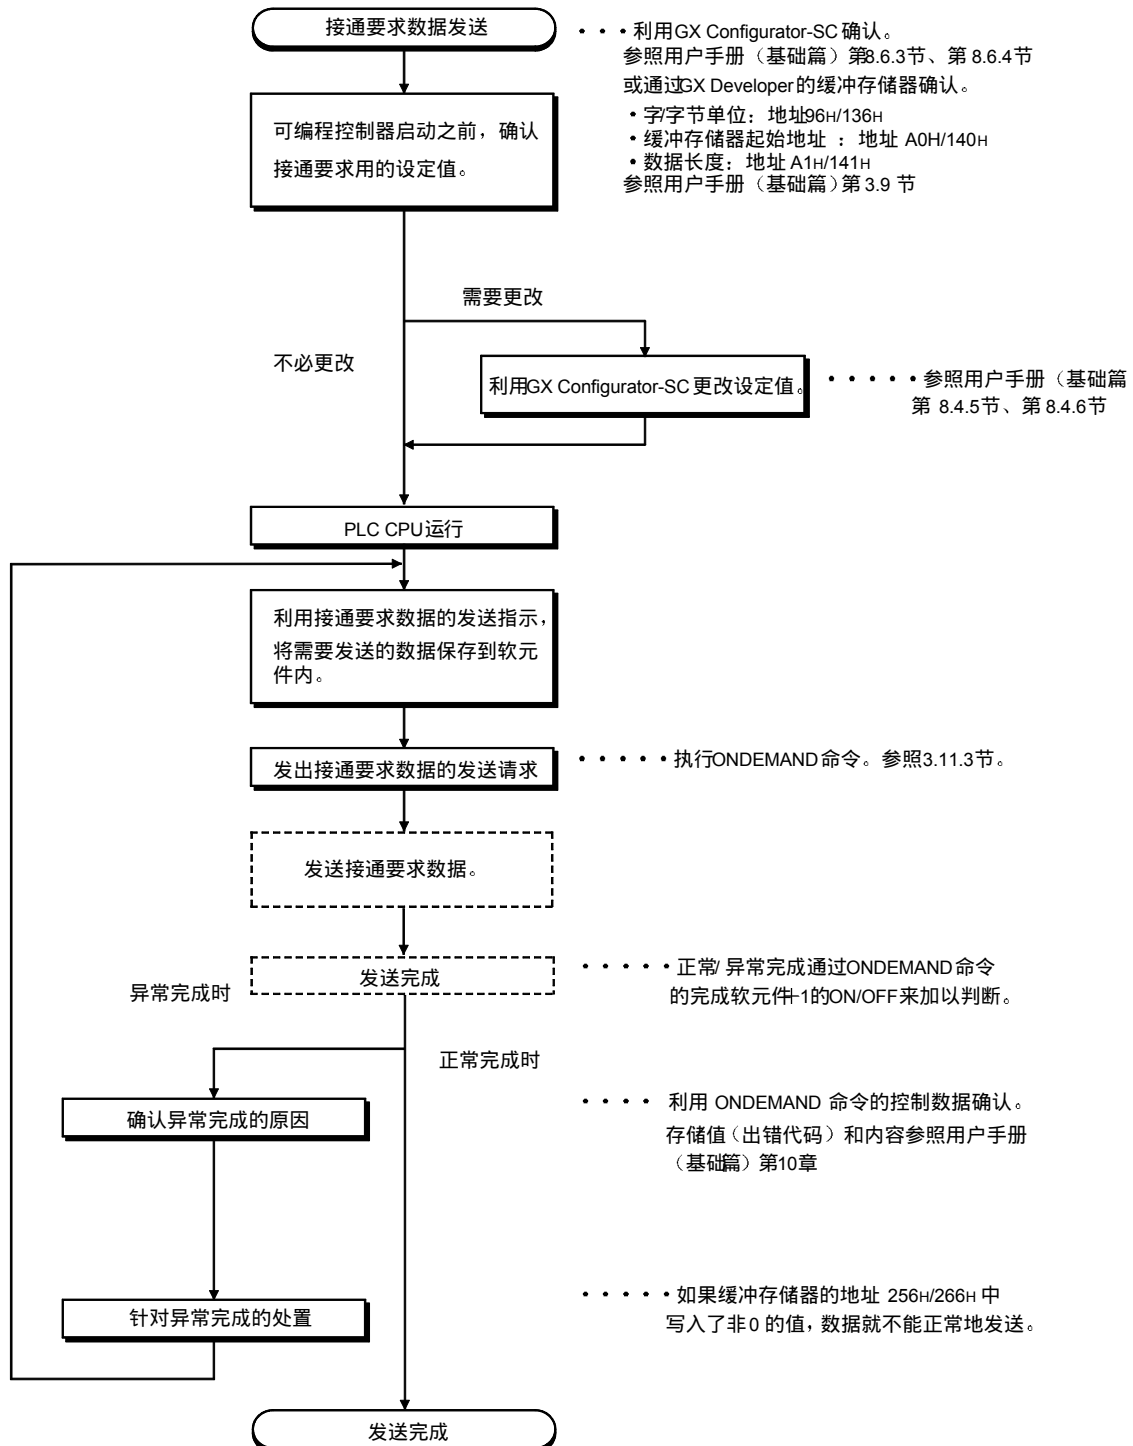 接通要求数据发送
• • • 利用GX Configurator-SC 确认。
参照用户手册（基础篇）第8.6.3节、第 8.6.4节
或通过GX Developer的缓冲存储器确认。
• 字/字节单位：地址96H/136H
• 缓冲存储器起始地址 ：地址 A0H/140H
• 数据长度：地址 A1H/141H
参照用户手册（基础篇）第 3.9 节
可编程控制器启动之前，确认
接通要求用的设定值。
需要更改
不必更改
利用GX Configurator-SC 更改设定值。
• • • • • 参照用户手册（基础篇
第 8.4.5节、第 8.4.6节
PLC CPU运行
利用接通要求数据的发送指示，
将需要发送的数据保存到软元
件内。
发出接通要求数据的发送请求
• • • • • 执行ONDEMAND 命令。参照3.11.3节。
发送接通要求数据。
发送完成
• • • • • 正常/ 异常完成通过ONDEMAND 命令
的完成软元件+1的ON/OFF来加以判断。
异常完成时
正常完成时
确认异常完成的原因
• • • • 利用 ONDEMAND 命令的控制数据确认。
存储值（出错代码）和内容参照用户手册
（基础篇）第10章
针对异常完成的处置
• • • • • 如果缓冲存储器的地址 256H/266H 中
写入了非0 的值，数据就不能正常地发送。
发送完成